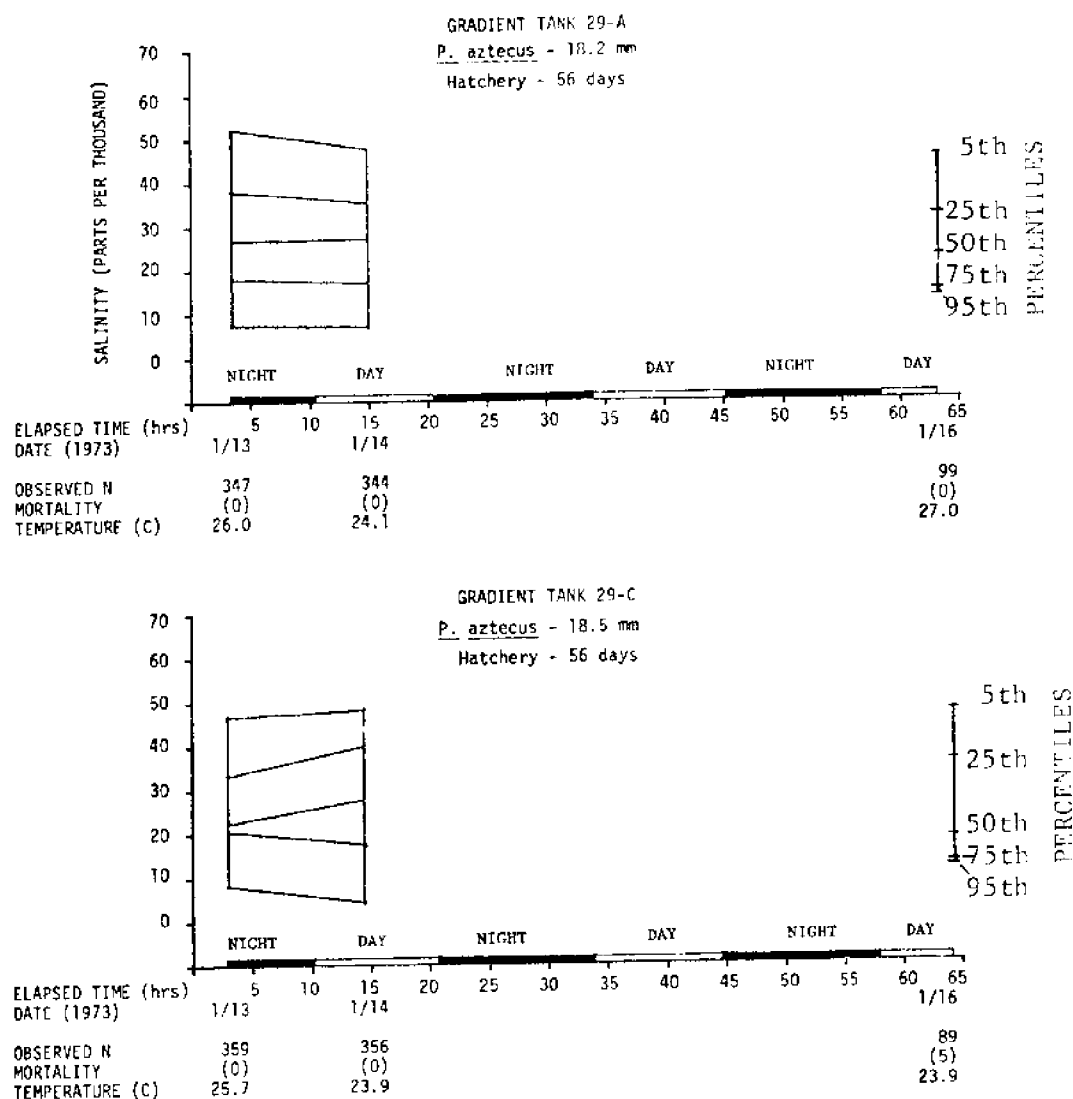 GRADIENT TANK 29-A
P. aztecus - 18.2 mm
Hatchery - 56 days
SALINITY (PARTS PER THOUSAND)
70
60
50
40
30
20
10
0
5th
25th
50th
75th
95th
PERCENTILES
NIGHT DAY NIGHT DAY NIGHT DAY
ELAPSED TIME (hrs) 5 10 15 20 25 30 35 40 45 50 55 60 65
DATE (1973) 1/13 1/14 1/16
OBSERVED N 347 344 99
MORTALITY (0) (0) (0)
TEMPERATURE (C) 26.0 24.1 27.0
GRADIENT TANK 29-C
P. aztecus - 18.5 mm
Hatchery - 56 days
70
60
50
40
30
20
10
0
5th
25th
50th
75th
95th
PERCENTILES
NIGHT DAY NIGHT DAY NIGHT DAY
ELAPSED TIME (hrs) 5 10 15 20 25 30 35 40 45 50 55 60 65
DATE (1973) 1/13 1/14 1/16
OBSERVED N 359 356 89
MORTALITY (0) (0) (5)
TEMPERATURE (C) 25.7 23.9 23.9